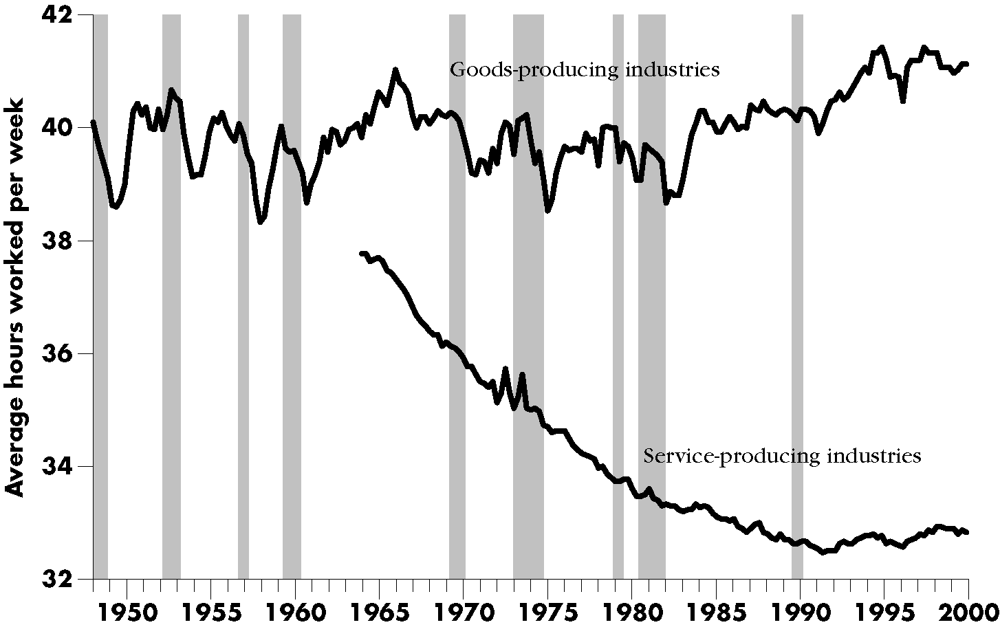 Average hours worked per week
42
40
38
36
34
32
Goods-producing industries
Service-producing industries
1950 1955 1960 1965 1970 1975 1980 1985 1990 1995 2000